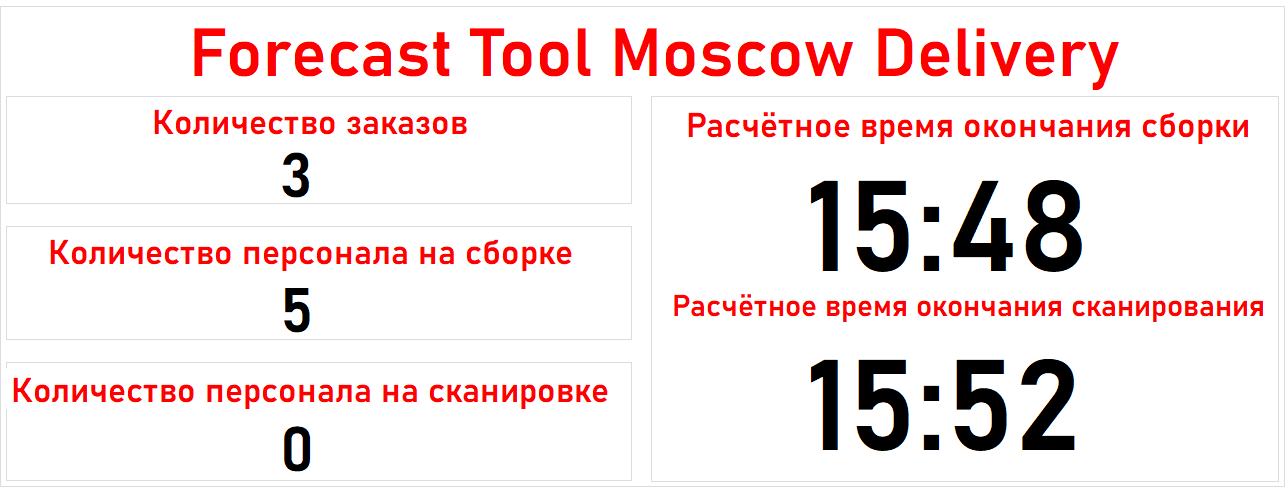 Forecast Tool Moscow Delivery
Количество заказов
3
Количество персонала на сборке
5
Количество персонала на сканировке
0
Расчётное время окончания сборки
15:48
Расчётное время окончания сканирования
15:52